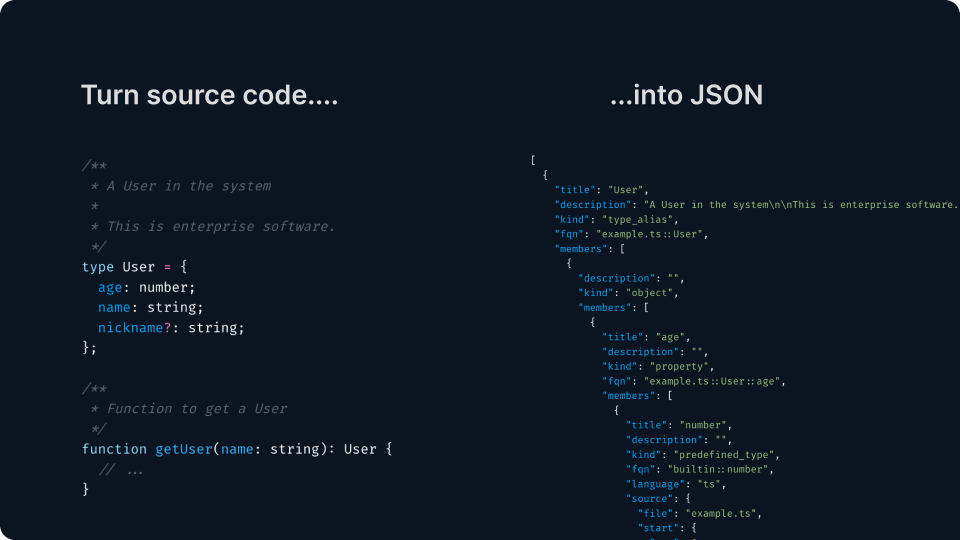 Turn source code....
/**
 * A User in the system
 *
 * This is enterprise software.
 */
type User = {
  age: number;
  name: string;
  nickname?: string;
};
/**
 * Function to get a User
 */
function getUser(name: string): User {
  // ...
}
...into JSON
[
  {
    "title": "User",
    "description": "A User in the system\n\nThis is enterprise software.
    "kind": "type_alias",
    "fqn": "example.ts::User",
    "members": [
      {
        "description": "",
        "kind": "object",
        "members": [
          {
            "title": "age",
            "description": "",
            "kind": "property",
            "fqn": "example.ts::User::age",
            "members": [
              {
                "title": "number",
                "description": "",
                "kind": "predefined_type",
                "fqn": "builtin::number",
                "language": "ts",
                "source": {
                  "file": "example.ts",
                  "start": {